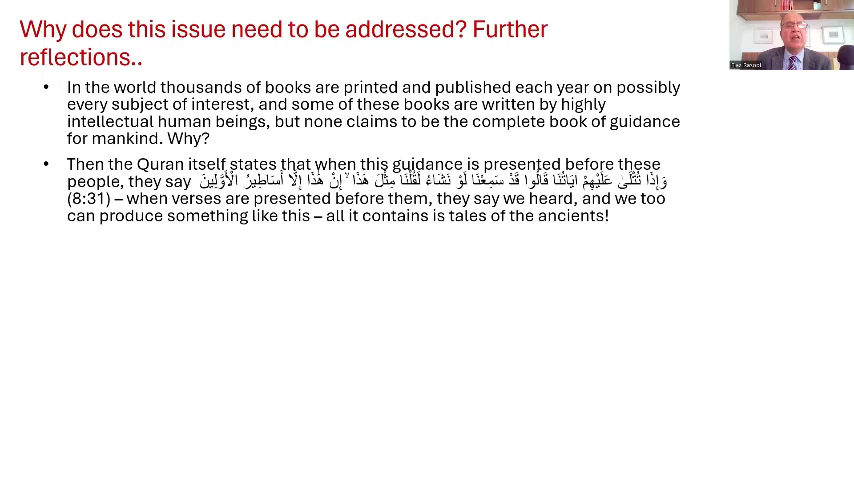 Why does this issue need to be addressed? Further
reflections..
• In the world thousands of books are printed and published each year on possibly
every subject of interest, and some of these books are written by highly
intellectual human beings, but none claims to be the complete book of guidance
for mankind. Why?
• Then the Quran itself states that when this guidance is presented before these
people, they say وَإِذَا تُتْلَىٰ عَلَيْهِمْ آيَاتُنَا قَالُوا قَدْ سَمِعْنَا لَوْ نَشَاءُ لَقُلْنَا مِثْلَ هَٰذَا ۙ إِنْ هَٰذَا إِلَّا أَسَاطِيرُ الْأَوَّلِينَ
(8:31) – when verses are presented before them, they say we heard, and we too
can produce something like this – all it contains is tales of the ancients!